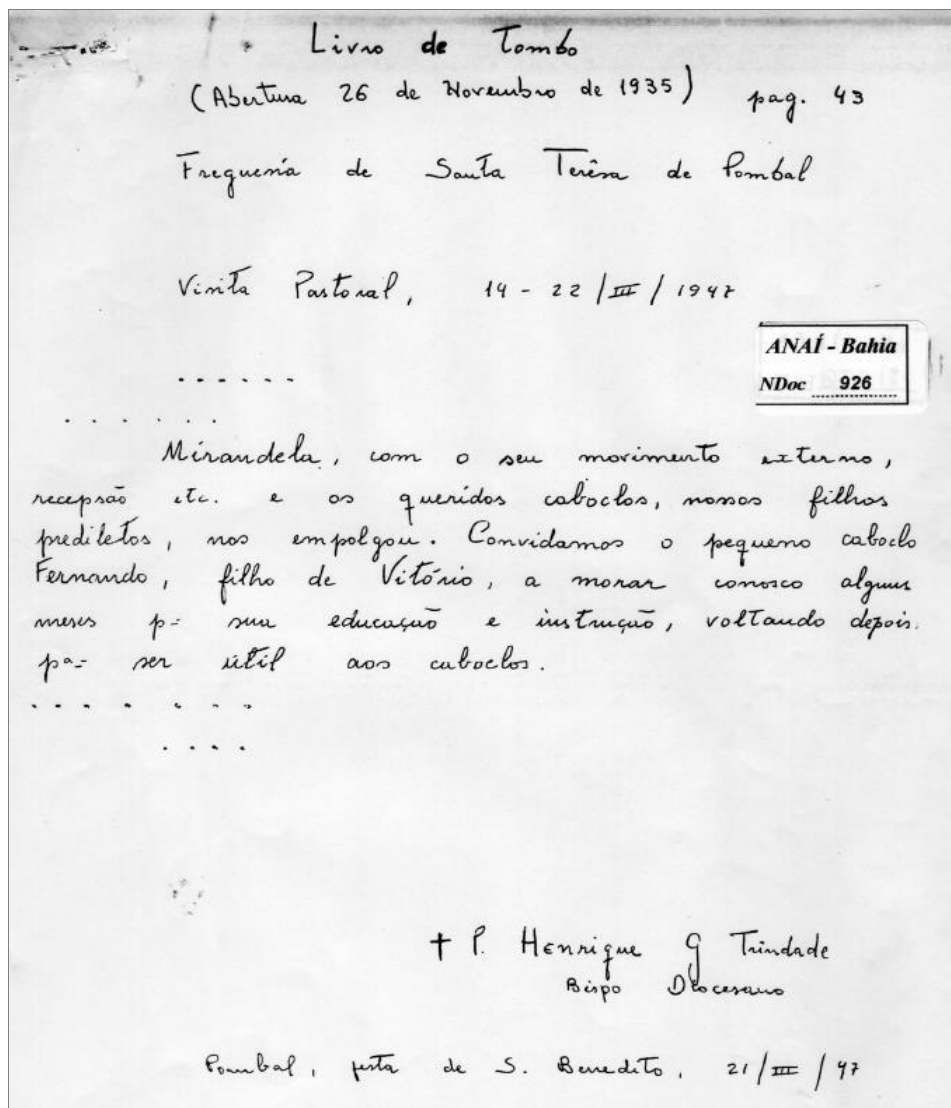 Livro de Tombo
(Abertura 26 de Novembro de 1935) pag. 43
Freguesia de Santa Terêsa de Pombal
Visita Pastoral, 14 - 22 / III / 1947
ANAÍ - Bahia
NDoc 926
. . . . . .
. . . . . .
Mirandela, com o seu movimento externo,
recepsão etc. e os queridos caboclos, nossos filhos
prediletos, nos empolgou. Convidamos o pequeno caboclo
Fernando, filho de Vitório, a morar conosco alguns
meses p= sua educação e instrução, voltando depois.
pa= ser útil aos caboclos.
. . . . . . .
. . . .
† P. Henrique G Trindade
Bispo Diocesano
Pombal, festa de S. Benedito, 21 / III / 47